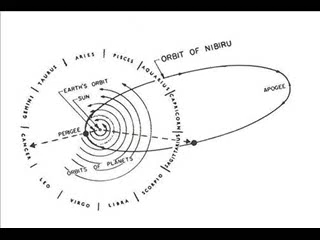 ORBIT OF NIBIRU
ARIES
PISCES
TAURUS
AQUARIUS
EARTH'S ORBIT
SUN
GEMINI
CAPRICORN
APOGEE
PERIGEE
CANCER
SAGITTARIUS
ORBITS OF PLANETS
LEO
SCORPIO
VIRGO
LIBRA